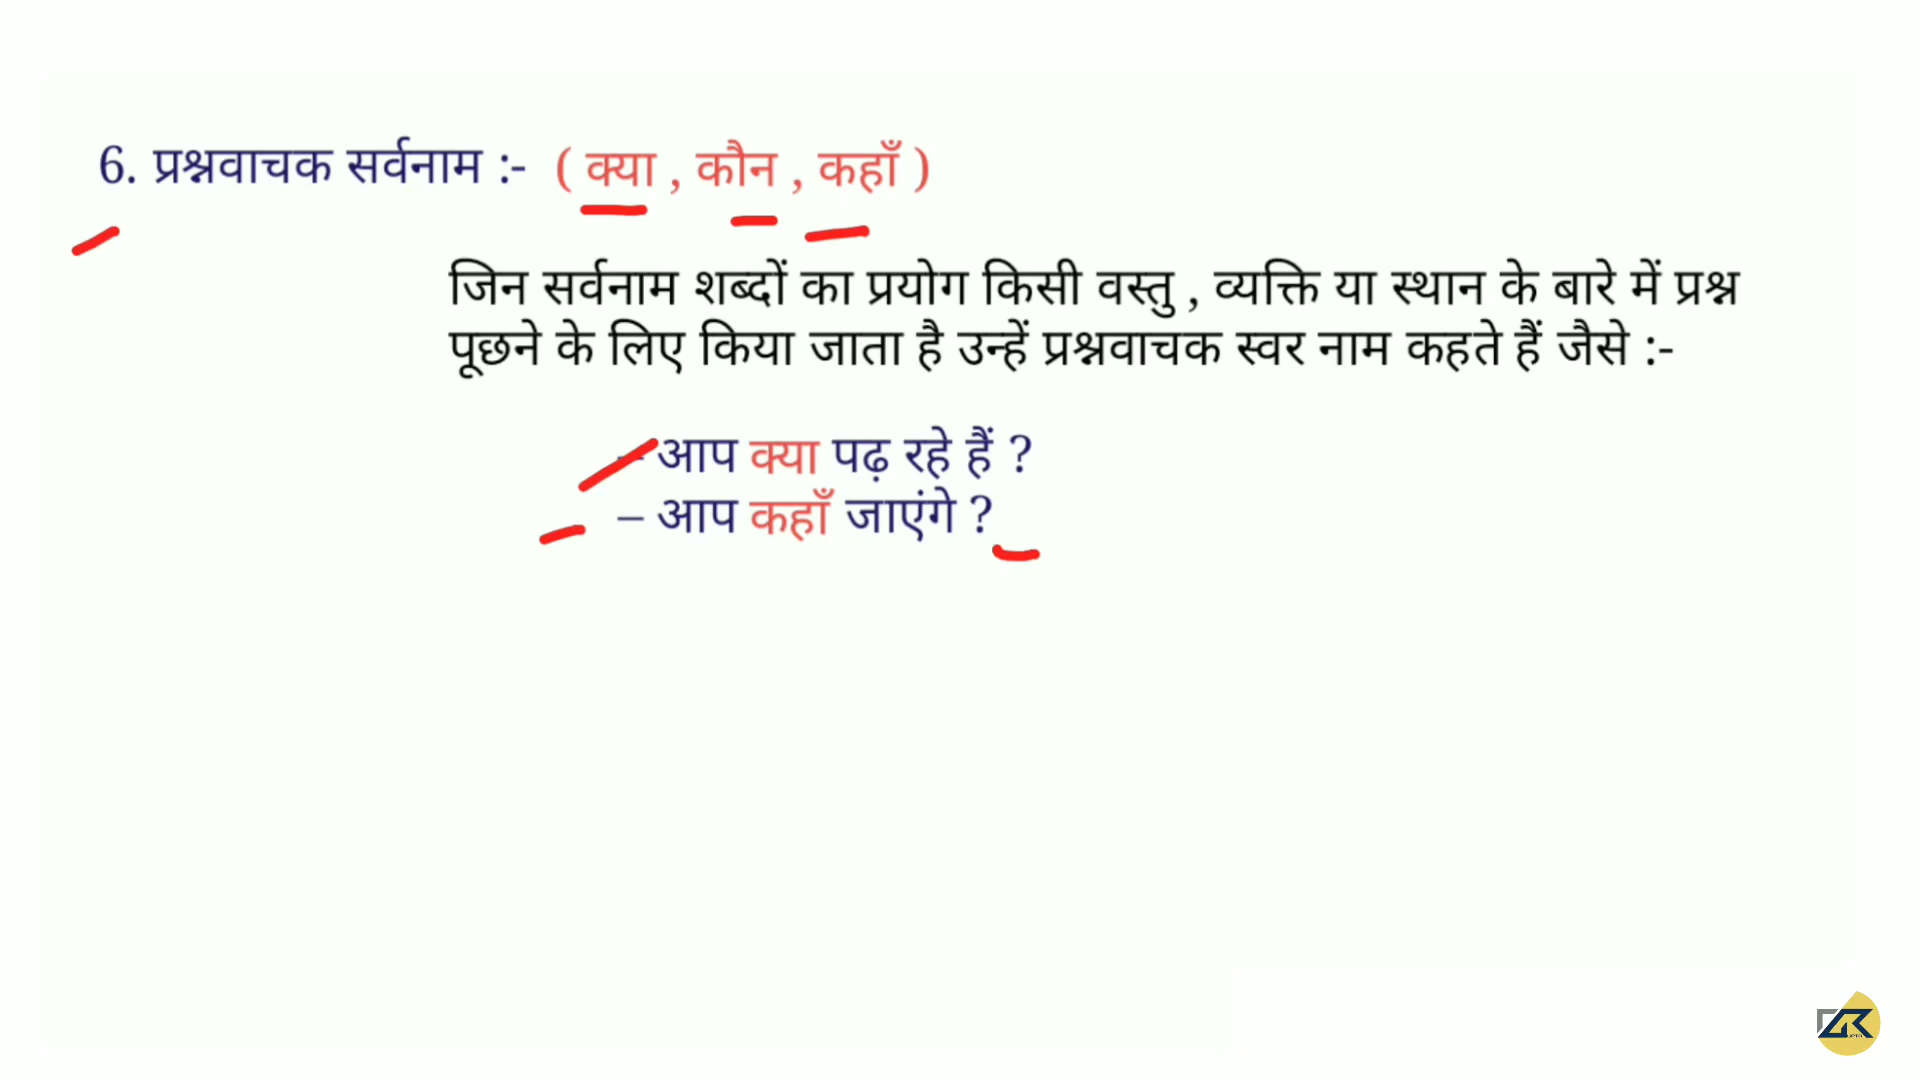 6. प्रश्नवाचक सर्वनाम :- ( क्या , कौन , कहाँ )
जिन सर्वनाम शब्दों का प्रयोग किसी वस्तु , व्यक्ति या स्थान के बारे में प्रश्न
पूछने के लिए किया जाता है उन्हें प्रश्नवाचक स्वर नाम कहते हैं जैसे :-
– आप क्या पढ़ रहे हैं ?
– आप कहाँ जाएंगे ?